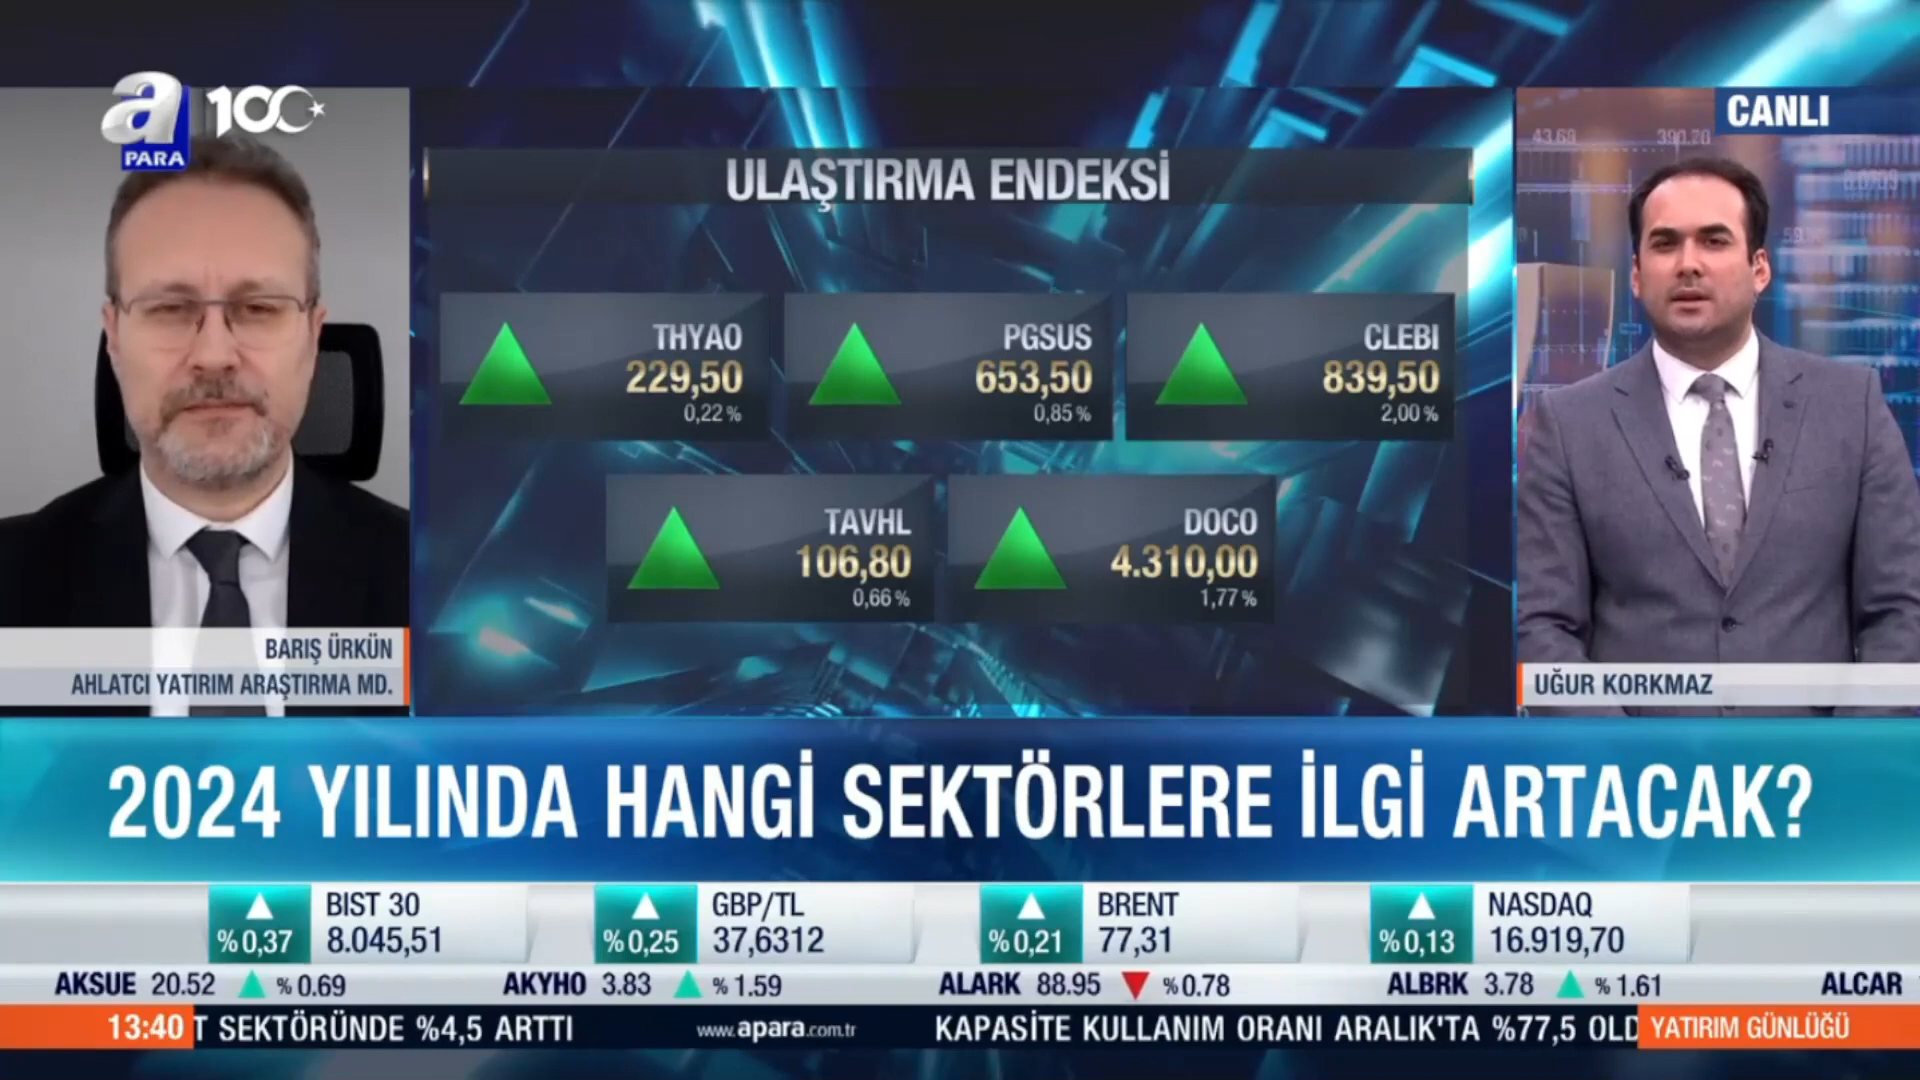 a PARA
100
CANLI
43.69 390.70
ULAŞTIRMA ENDEKSİ
THYAO
229,50
0,22 %
PGSUS
653,50
0,85 %
CLEBI
839,50
2,00 %
TAVHL
106,80
0,66 %
DOCO
4.310,00
1,77 %
BARIŞ ÜRKÜN
AHLATCI YATIRIM ARAŞTIRMA MD.
UĞUR KORKMAZ
2024 YILINDA HANGİ SEKTÖRLERE İLGİ ARTACAK?
%0,37 BIST 30 8.045,51
%0,25 GBP/TL 37,6312
%0,21 BRENT 77,31
%0,13 NASDAQ 16.919,70
AKSUE 20.52 % 0.69 AKYHO 3.83 % 1.59 ALARK 88.95 %0.78 ALBRK 3.78 % 1.61 ALCAR
13:40 T SEKTÖRÜNDE %4,5 ARTTI www.apara.com.tr KAPASİTE KULLANIM ORANI ARALIK'TA %77,5 OLD YATIRIM GÜNLÜĞÜ